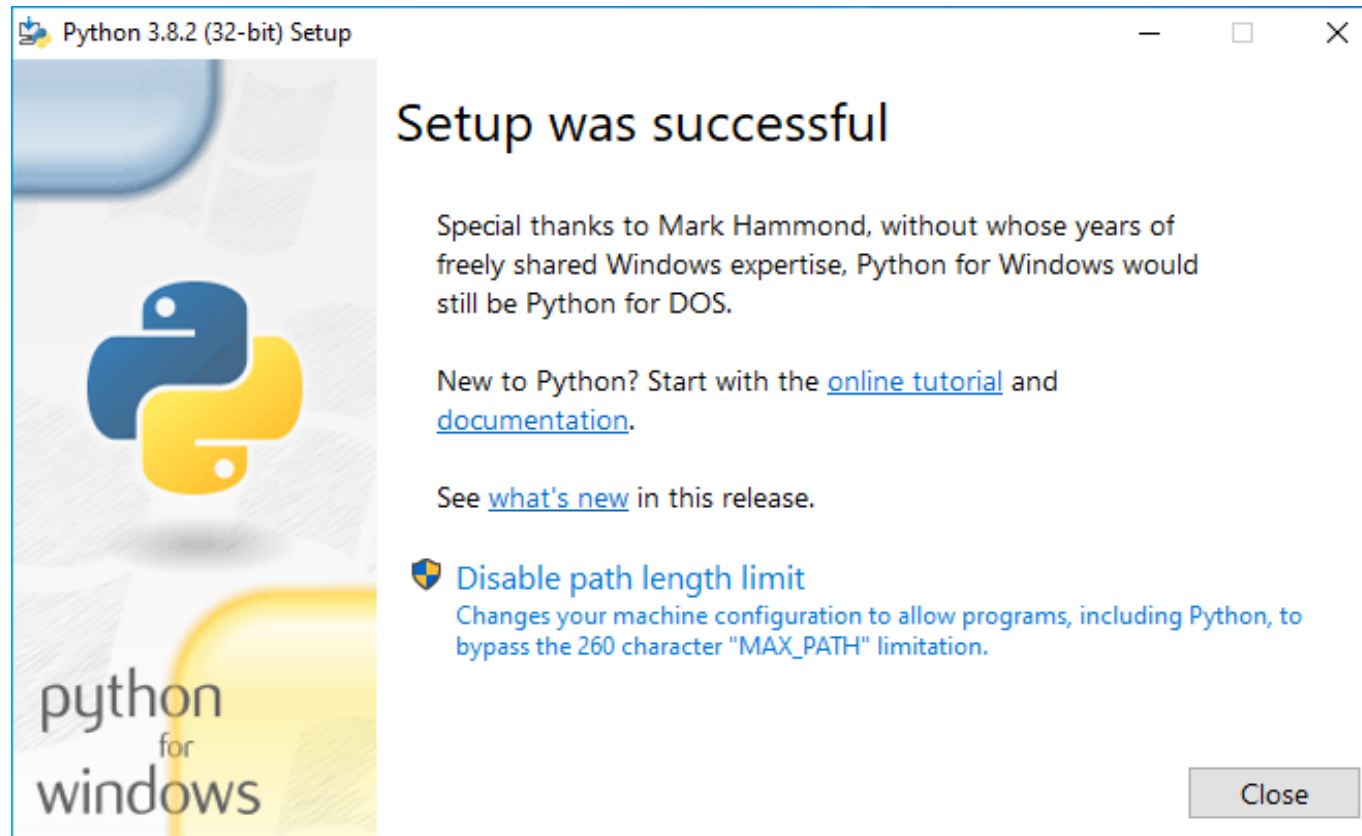 Python 3.8.2 (32-bit) Setup
Setup was successful
Special thanks to Mark Hammond, without whose years of
freely shared Windows expertise, Python for Windows would
still be Python for DOS.
New to Python? Start with the online tutorial and
documentation.
See what's new in this release.
Disable path length limit
Changes your machine configuration to allow programs, including Python, to
bypass the 260 character "MAX_PATH" limitation.
python
for
windows
Close